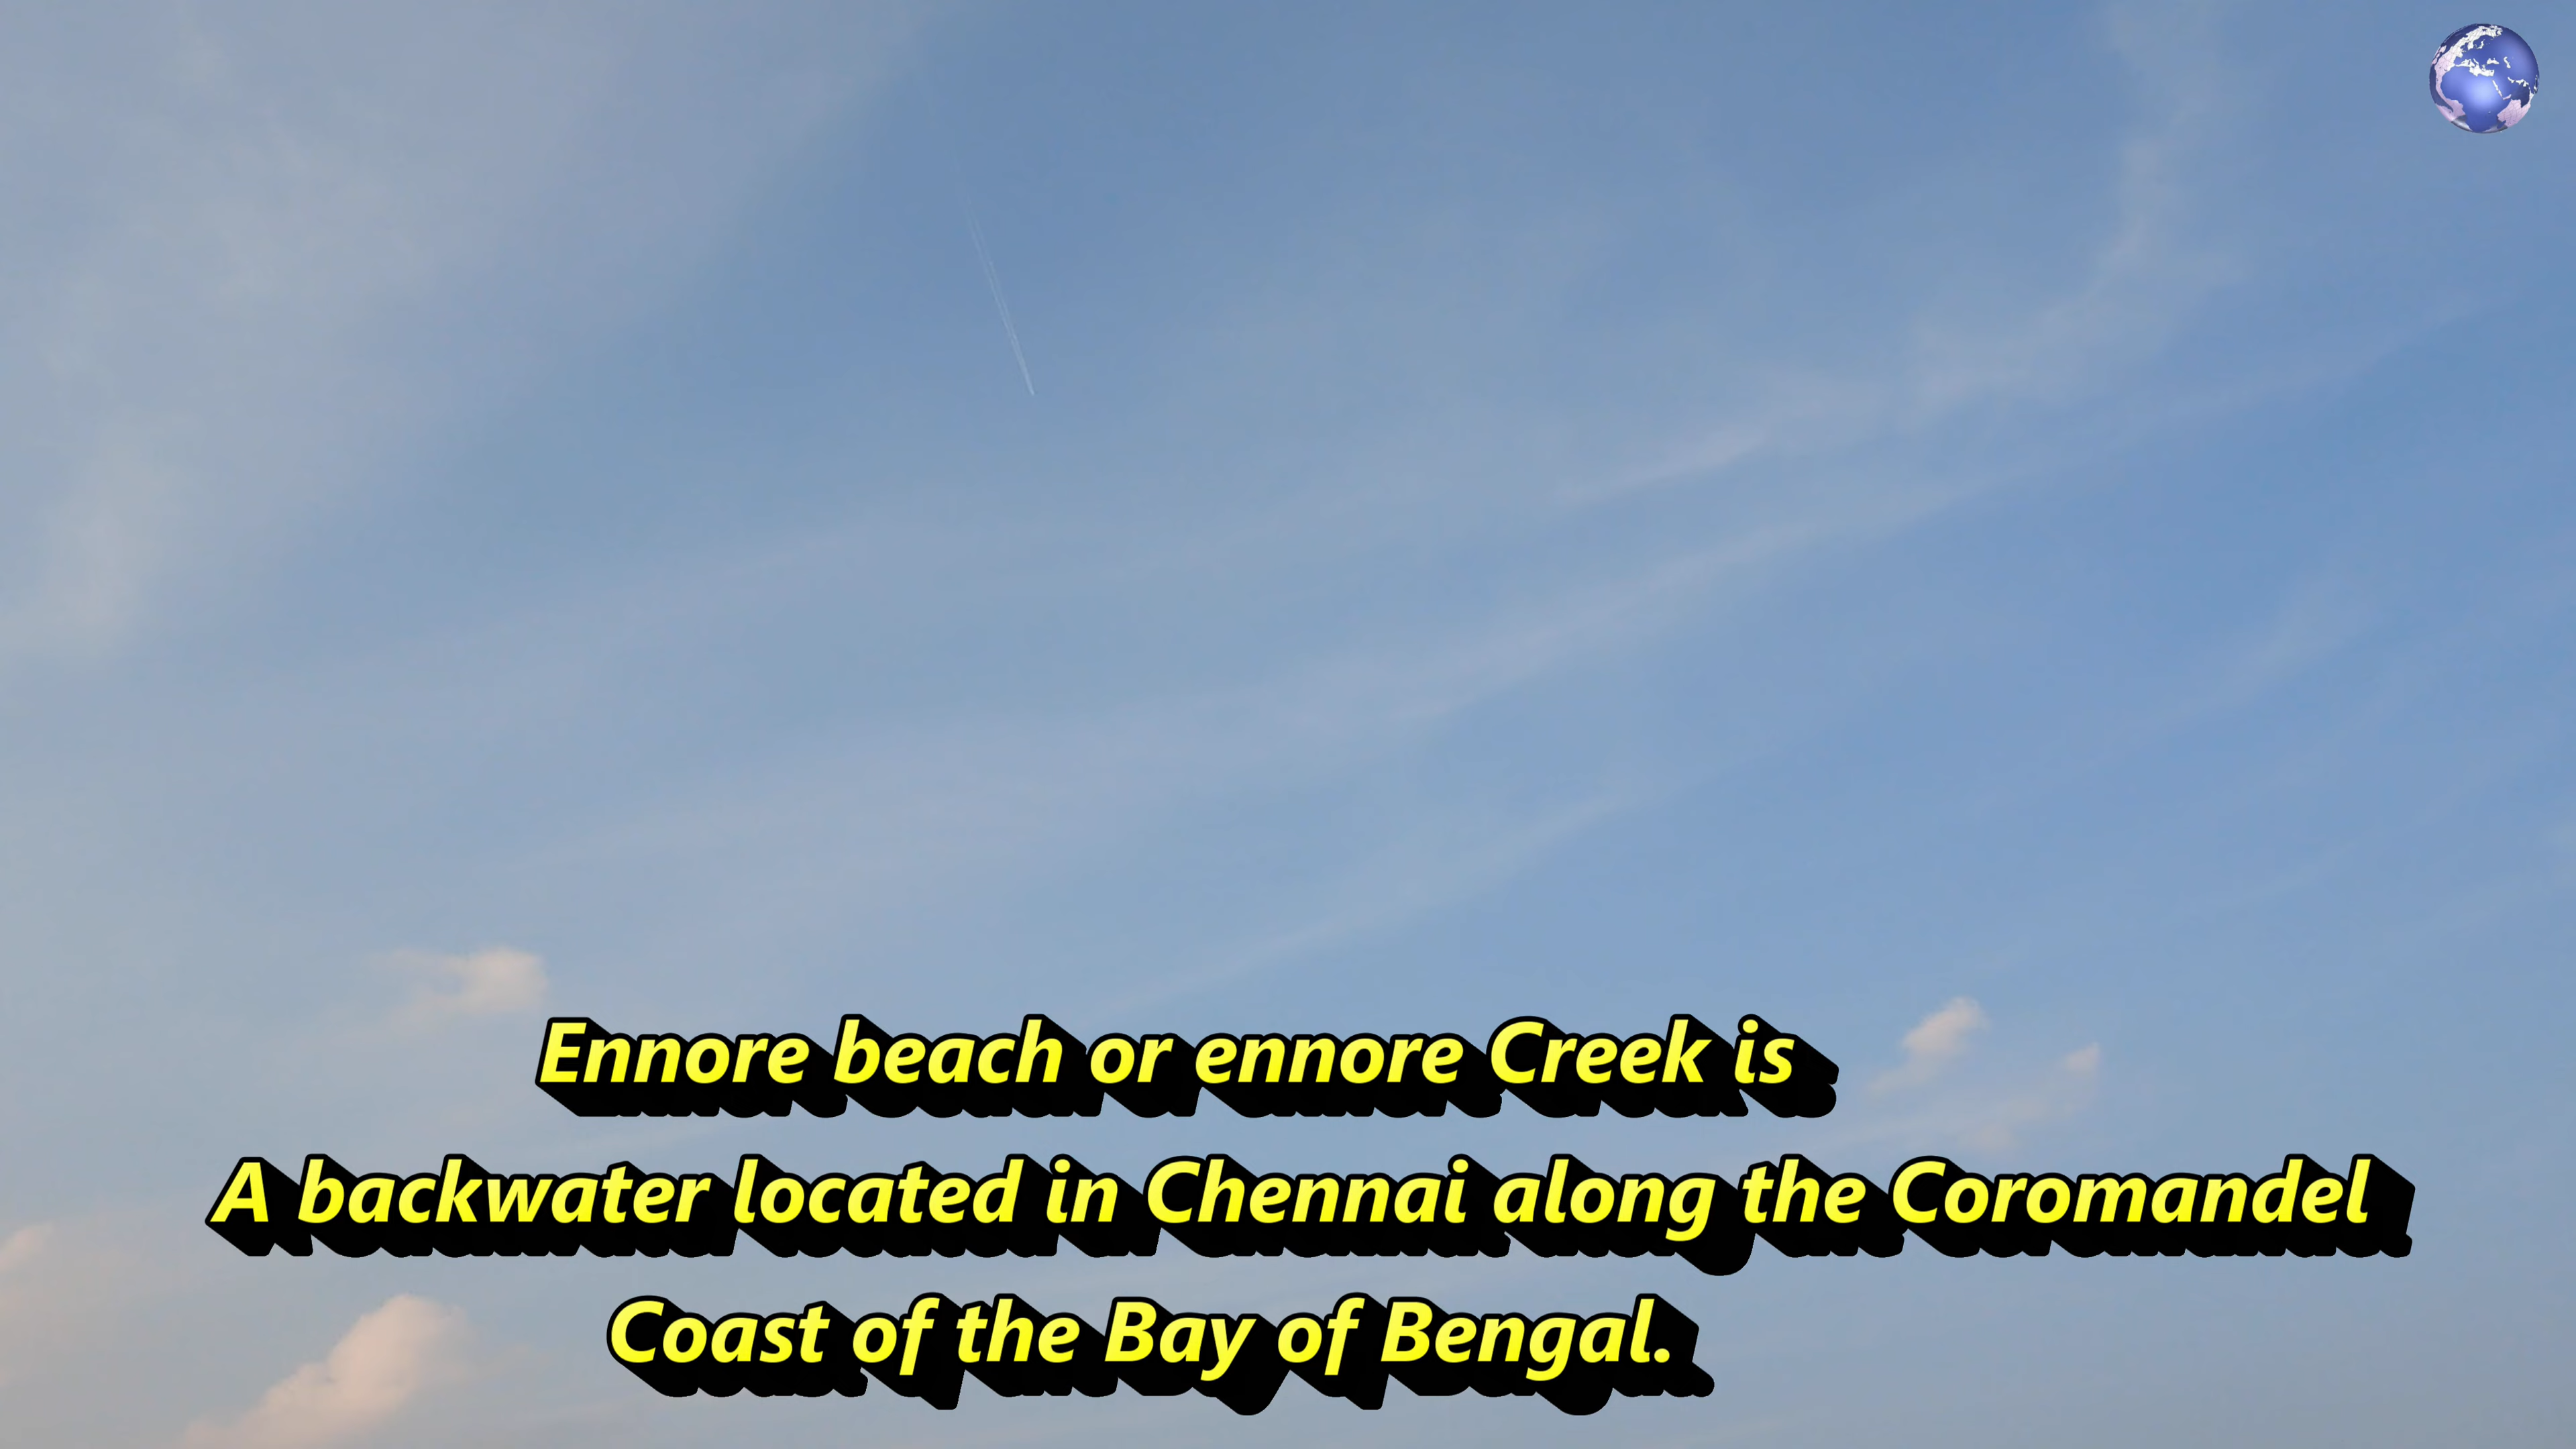 Ennore beach or ennore Creek is
A backwater located in Chennai along the Coromandel
Coast of the Bay of Bengal.